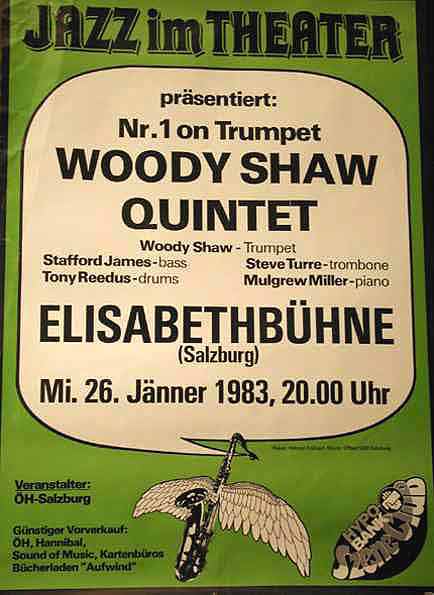 JAZZ im THEATER
präsentiert:
Nr.1 on Trumpet
WOODY SHAW
QUINTET
Woody Shaw - Trumpet
Stafford James-bass
Steve Turre-trombone
Tony Reedus-drums
Mulgrew Miller-piano
ELISABETHBÜHNE
(Salzburg)
Mi. 26. Jänner 1983, 20.00 Uhr
Veranstalter:
ÖH-Salzburg
Günstiger Vorverkauf:
ÖH, Hannibal,
Sound of Music, Kartenbüros
Bücherladen "Aufwind"
HYPO
BANK